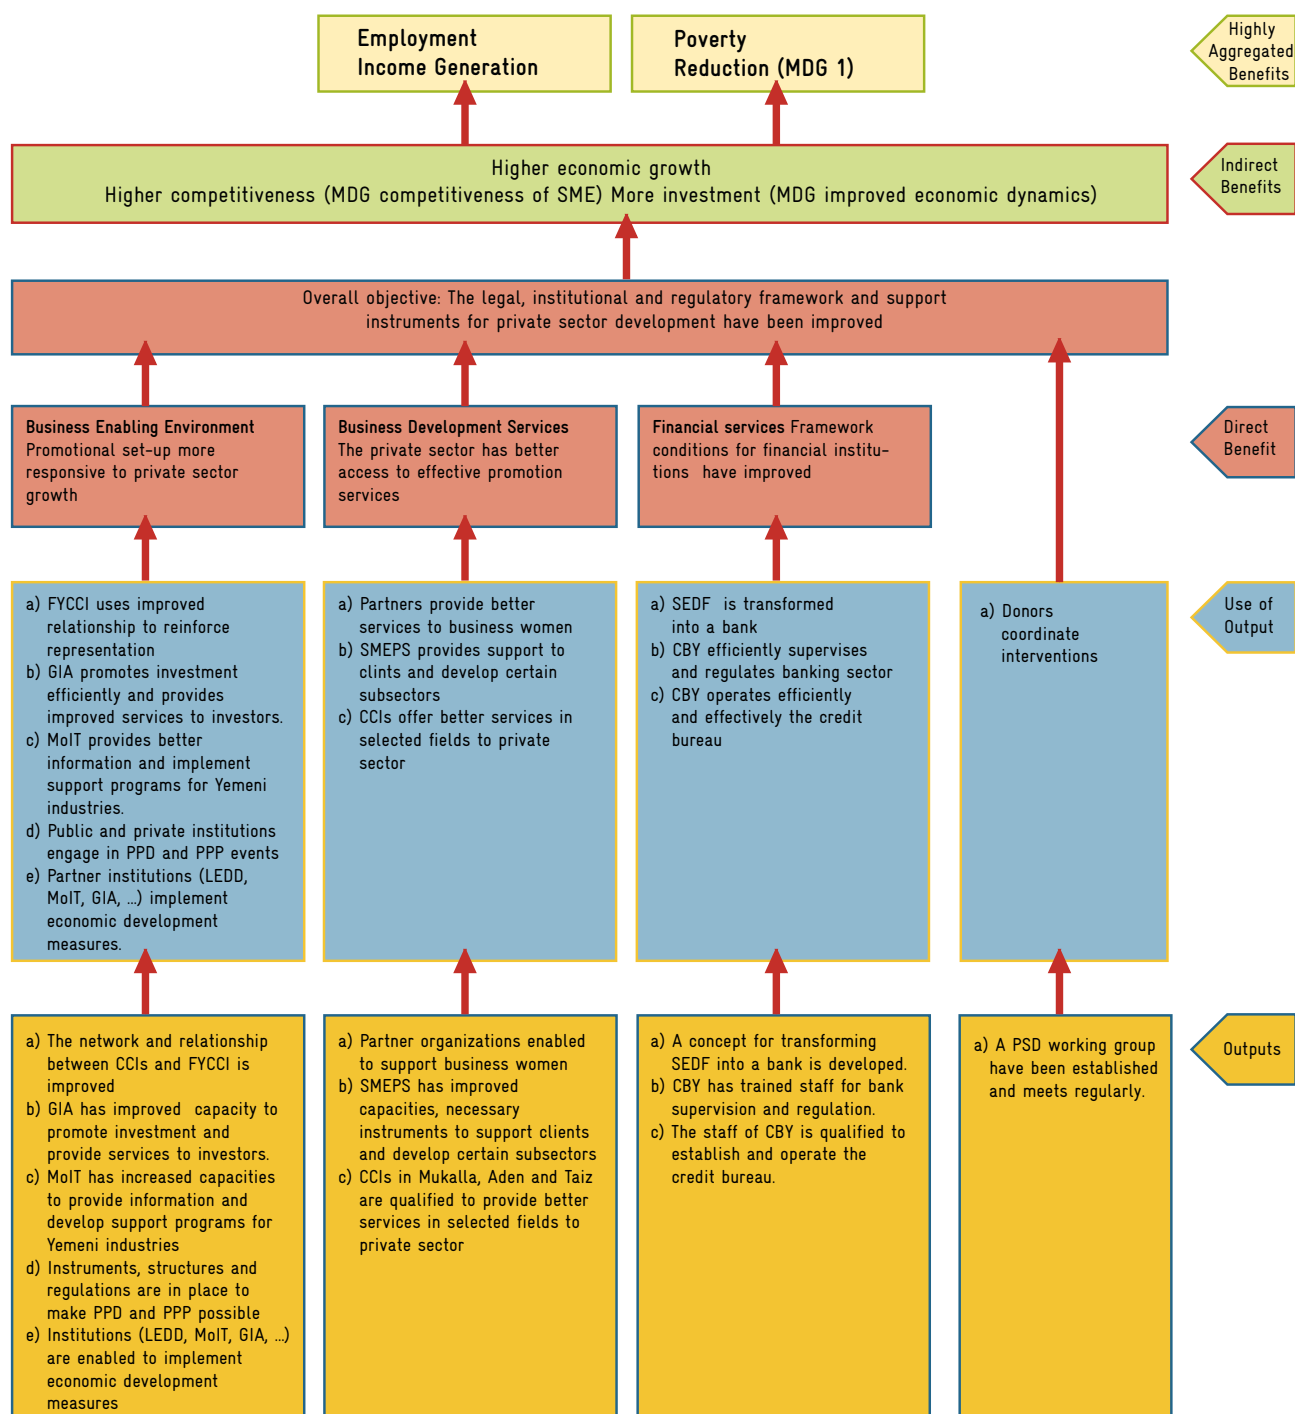 Employment
Income Generation
Poverty
Reduction (MDG 1)
Highly
Aggregated
Benefits
Higher economic growth
Higher competitiveness (MDG competitiveness of SME) More investment (MDG improved economic dynamics)
Indirect
Benefits
Overall objective: The legal, institutional and regulatory framework and support
instruments for private sector development have been improved
Business Enabling Environment
Promotional set-up more
responsive to private sector
growth
Business Development Services
The private sector has better
access to effective promotion
services
Financial services Framework
conditions for financial institu-
tions have improved
Direct
Benefit
a) FYCCI uses improved
relationship to reinforce
representation
b) GIA promotes investment
efficiently and provides
improved services to investors.
c) MoIT provides better
information and implement
support programs for Yemeni
industries.
d) Public and private institutions
engage in PPD and PPP events
e) Partner institutions (LEDD,
MoIT, GIA, ...) implement
economic development
measures.
a) Partners provide better
services to business women
b) SMEPS provides support to
clints and develop certain
subsectors
c) CCIs offer better services in
selected fields to private
sector
a) SEDF is transformed
into a bank
b) CBY efficiently supervises
and regulates banking sector
c) CBY operates efficiently
and effectively the credit
bureau
a) Donors
coordinate
interventions
Use of
Output
a) The network and relationship
between CCIs and FYCCI is
improved
b) GIA has improved capacity to
promote investment and
provide services to investors.
c) MoIT has increased capacities
to provide information and
develop support programs for
Yemeni industries
d) Instruments, structures and
regulations are in place to
make PPD and PPP possible
e) Institutions (LEDD, MoIT, GIA, ...)
are enabled to implement
economic development
measures
a) Partner organizations enabled
to support business women
b) SMEPS has improved
capacities, necessary
instruments to support clients
and develop certain subsectors
c) CCIs in Mukalla, Aden and Taiz
are qualified to provide better
services in selected fields to
private sector
a) A concept for transforming
SEDF into a bank is developed.
b) CBY has trained staff for bank
supervision and regulation.
c) The staff of CBY is qualified to
establish and operate the
credit bureau.
a) A PSD working group
have been established
and meets regularly.
Outputs